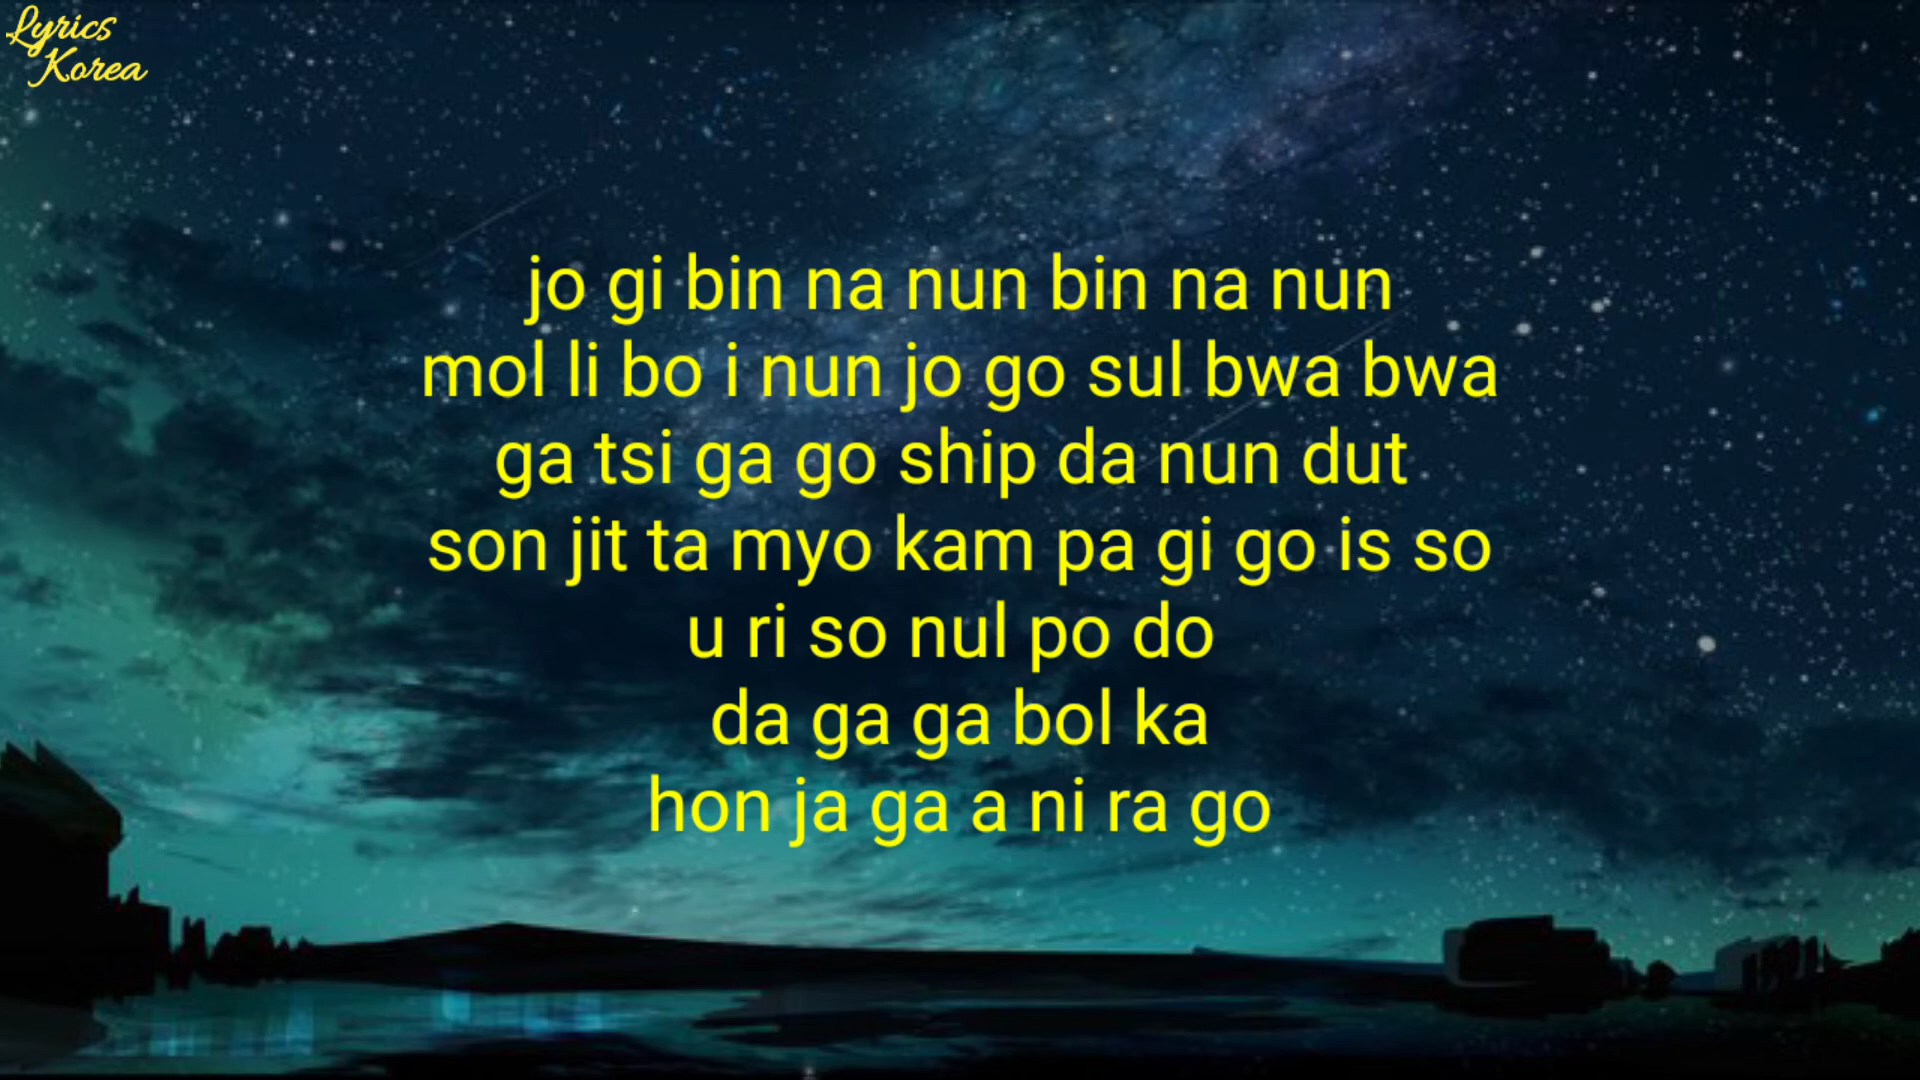 Lyrics
Korea
jo gi bin na nun bin na nun
mol li bo i nun jo go sul bwa bwa
ga tsi ga go ship da nun dut
son jit ta myo kam pa gi go is so
u ri so nul po do
da ga ga bol ka
hon ja ga a ni ra go